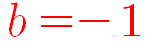 b = − 1